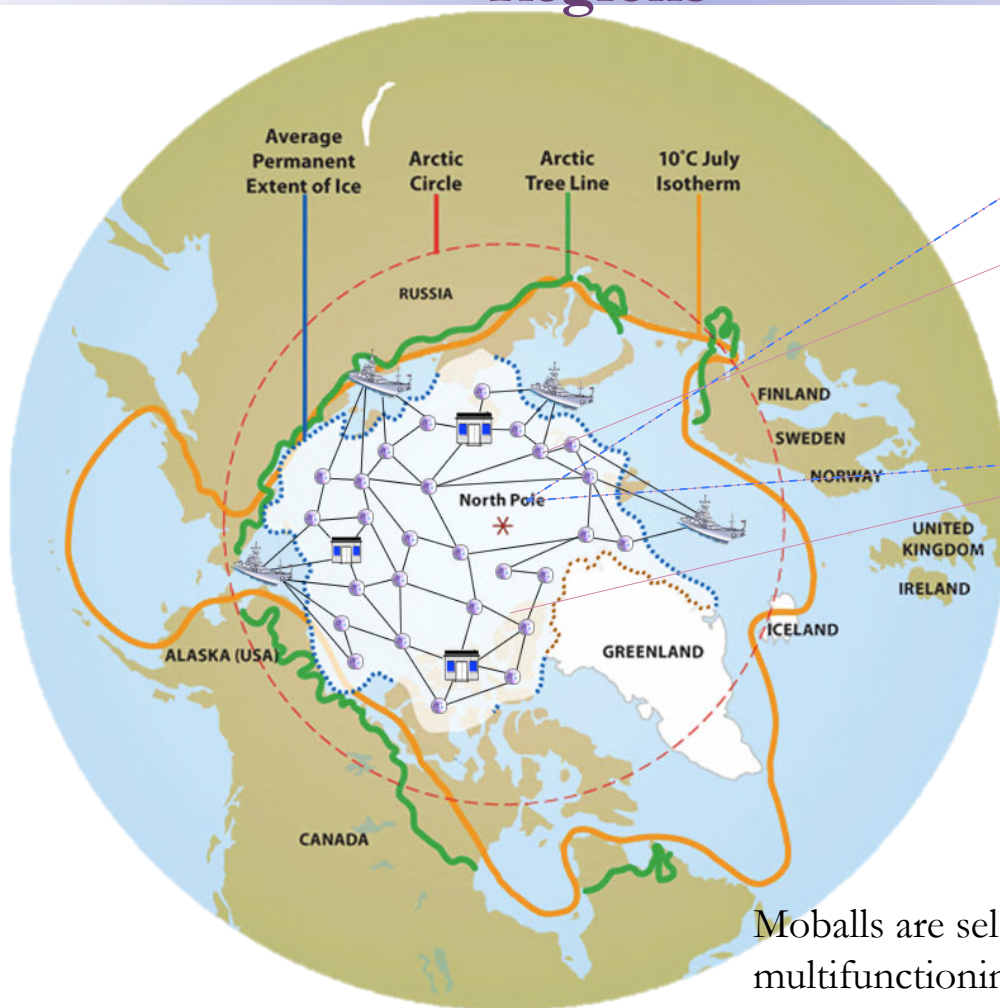 Regions
Average
Permanent
Extent of Ice
Arctic
Circle
Arctic
Tree Line
10˚C July
Isotherm
RUSSIA
FINLAND
SWEDEN
NORWAY
North Pole
UNITED
KINGDOM
IRELAND
ICELAND
GREENLAND
ALASKA (USA)
CANADA
Moballs are sel
multifunctionin